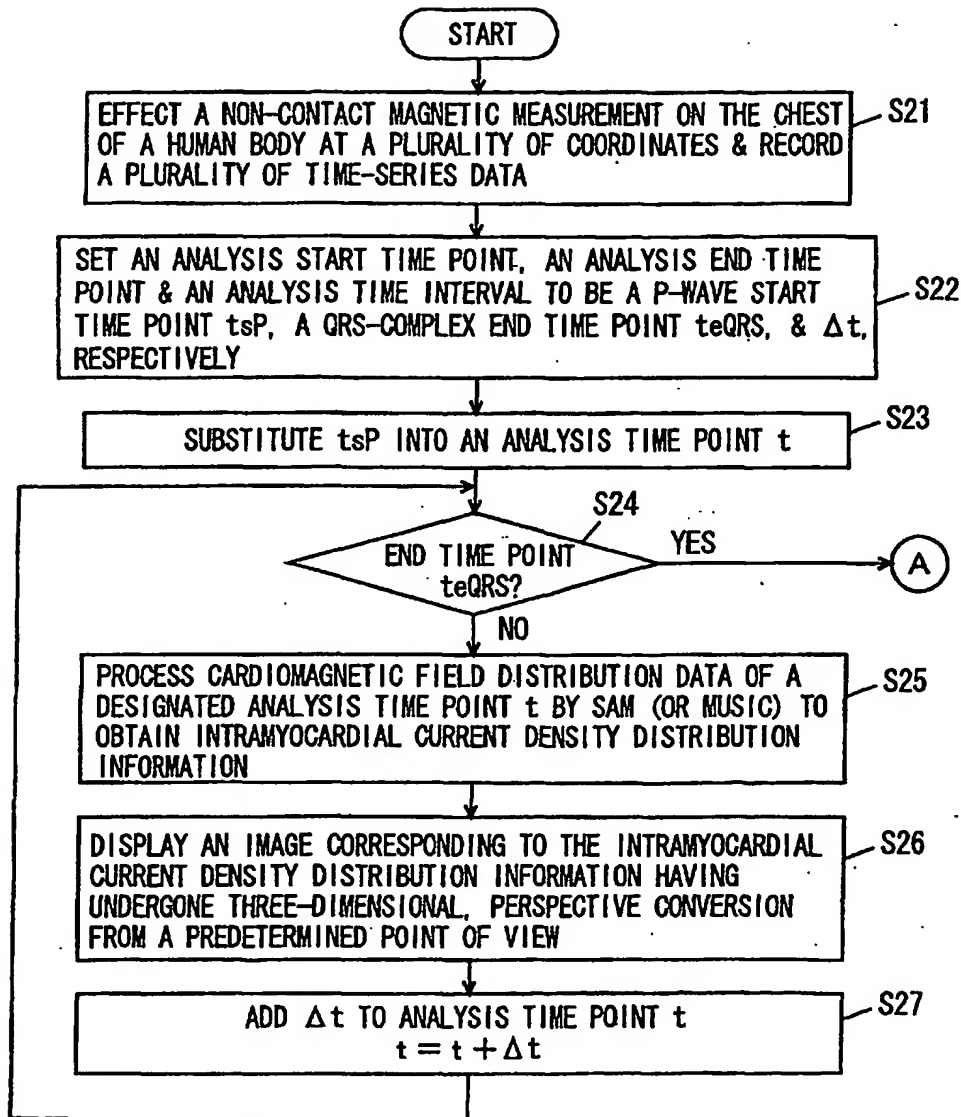 START
EFFECT A NON-CONTACT MAGNETIC MEASUREMENT ON THE CHEST
OF A HUMAN BODY AT A PLURALITY OF COORDINATES & RECORD
A PLURALITY OF TIME-SERIES DATA
S21
SET AN ANALYSIS START TIME POINT, AN ANALYSIS END TIME
POINT & AN ANALYSIS TIME INTERVAL TO BE A P-WAVE START
TIME POINT tsP, A QRS-COMPLEX END TIME POINT teQRS, & Δt,
RESPECTIVELY
S22
SUBSTITUTE tsP INTO AN ANALYSIS TIME POINT t
S23
S24
END TIME POINT
teQRS?
YES
A
NO
PROCESS CARDIOMAGNETIC FIELD DISTRIBUTION DATA OF A
DESIGNATED ANALYSIS TIME POINT t BY SAM (OR MUSIC) TO
OBTAIN INTRAMYOCARDIAL CURRENT DENSITY DISTRIBUTION
INFORMATION
S25
DISPLAY AN IMAGE CORRESPONDING TO THE INTRAMYOCARDIAL
CURRENT DENSITY DISTRIBUTION INFORMATION HAVING
UNDERGONE THREE-DIMENSIONAL, PERSPECTIVE CONVERSION
FROM A PREDETERMINED POINT OF VIEW
S26
ADD Δt TO ANALYSIS TIME POINT t
t = t + Δt
S27